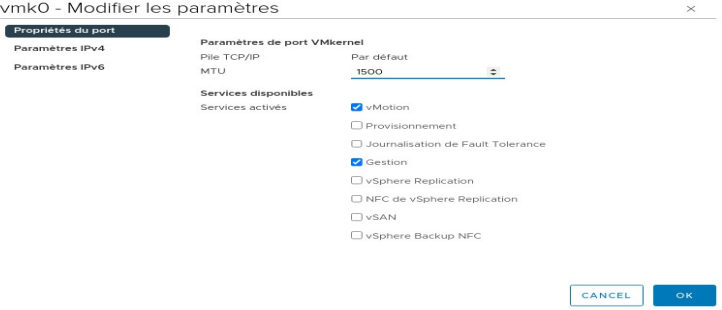 vmk0 - Modifier les paramètres
Propriétés du port
Paramètres IPv4
Paramètres IPv6
Paramètres de port VMkernel
Pile TCP/IP Par défaut
MTU 1500
Services disponibles
Services activés vMotion
Provisionnement
Journalisation de Fault Tolerance
Gestion
vSphere Replication
NFC de vSphere Replication
vSAN
vSphere Backup NFC
CANCEL OK